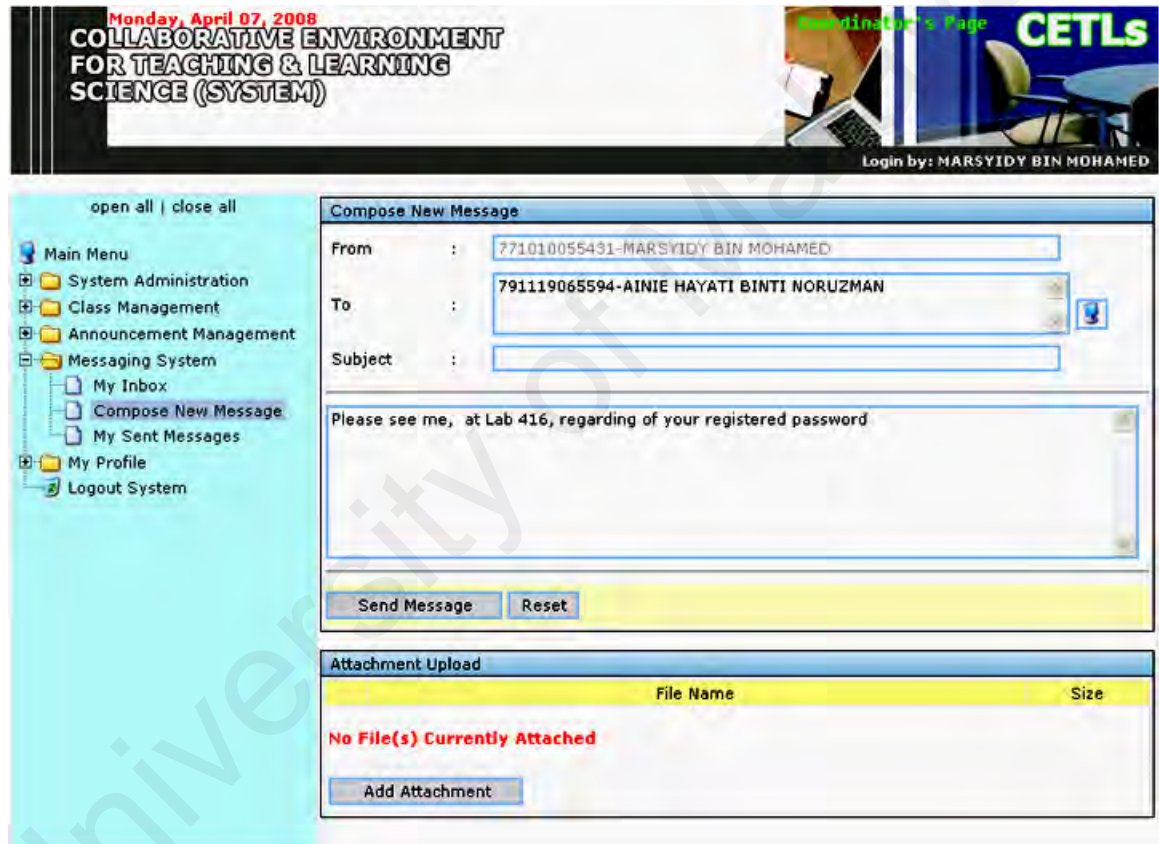 Monday, April 07, 2008
COLLABORATIVE ENVIRONMENT
FOR TEACHING & LEARNING
SCIENCE (SYSTEM)
Coordinator's Page
CETLs
Login by: MARSYIDY BIN MOHAMED
open all | close all
Main Menu
System Administration
Class Management
Announcement Management
Messaging System
My Inbox
Compose New Message
My Sent Messages
My Profile
Logout System
Compose New Message
From : 771010055431-MARSYIDY BIN MOHAMED
To : 791119065594-AINIE HAYATI BINTI NORUZMAN
Subject :
Please see me, at Lab 416, regarding of your registered password
Send Message Reset
Attachment Upload
File Name Size
No File(s) Currently Attached
Add Attachment
University of Mala